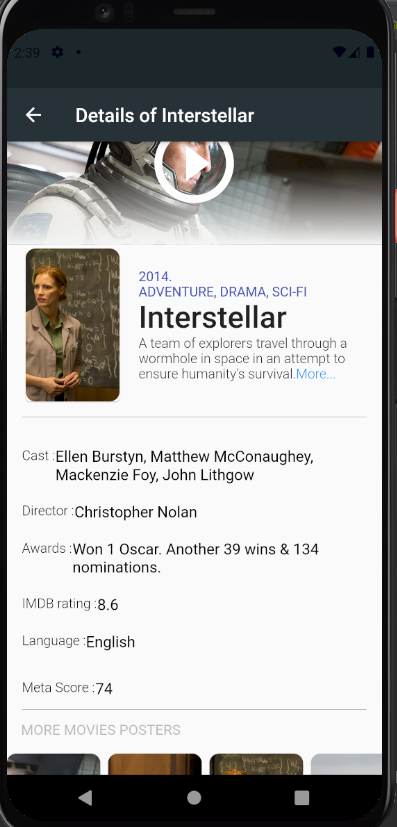 2:39
Details of Interstellar
2014.
ADVENTURE, DRAMA, SCI-FI
Interstellar
A team of explorers travel through a
wormhole in space in an attempt to
ensure humanity's survival.More...
Cast :Ellen Burstyn, Matthew McConaughey,
Mackenzie Foy, John Lithgow
Director :Christopher Nolan
Awards :Won 1 Oscar. Another 39 wins & 134
nominations.
IMDB rating :8.6
Language :English
Meta Score :74
MORE MOVIES POSTERS